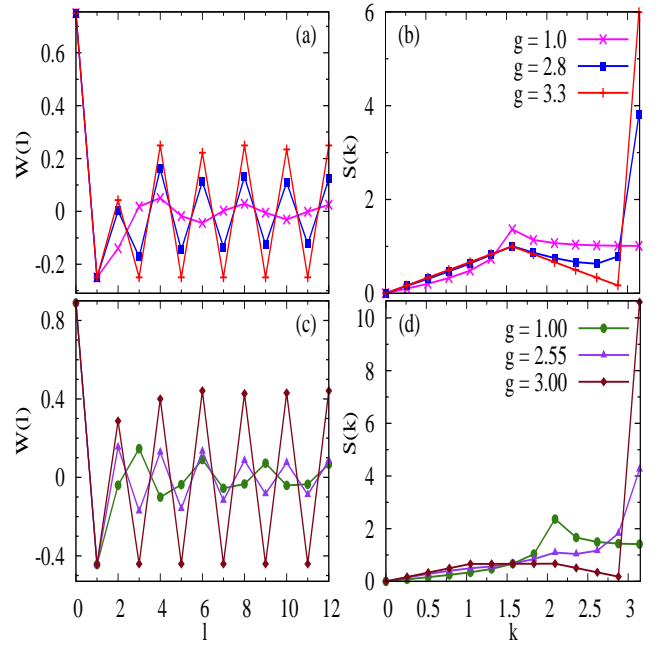 (a)
W(l)
0.6
0.4
0.2
0
-0.2
(b)
S(k)
6
4
2
0
g = 1.0
g = 2.8
g = 3.3
(c)
W(l)
0.8
0.4
0
-0.4
0 2 4 6 8 10 12
l
(d)
S(k)
10
8
6
4
2
0
g = 1.00
g = 2.55
g = 3.00
0 0.5 1 1.5 2 2.5 3
k